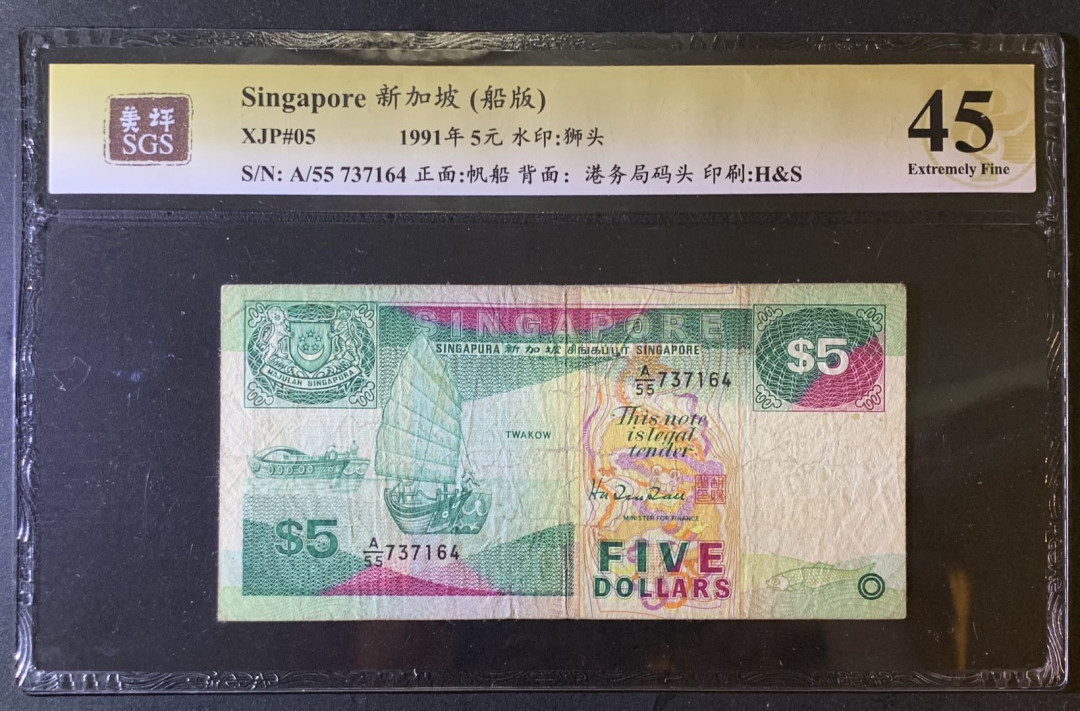 美评
SGS
Singapore 新加坡 (船版)
XJP#05 1991年 5元 水印:狮头
S/N: A/55 737164 正面:帆船 背面: 港务局码头 印刷:H&S
45
Extremely Fine
SINGAPORE
SINGAPURA 新加坡 சிங்கப்பூர் SINGAPORE
MAJULAH SINGAPURA
$5
A/55 737164
TWAKOW
This note
is legal
tender
MINISTER FOR FINANCE
$5
A/55 737164
FIVE
DOLLARS